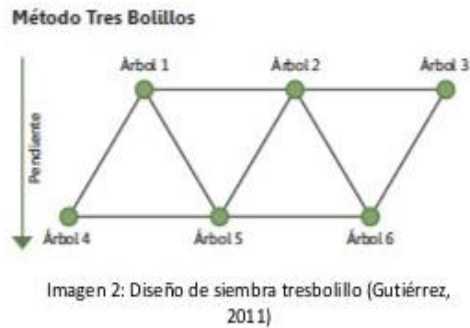 Método Tres Bolillos
Árbol 1
Árbol 2
Árbol 3
Pendiente
Árbol 4
Árbol 5
Árbol 6
Imagen 2: Diseño de siembra tresbolillo (Gutiérrez,
2011)